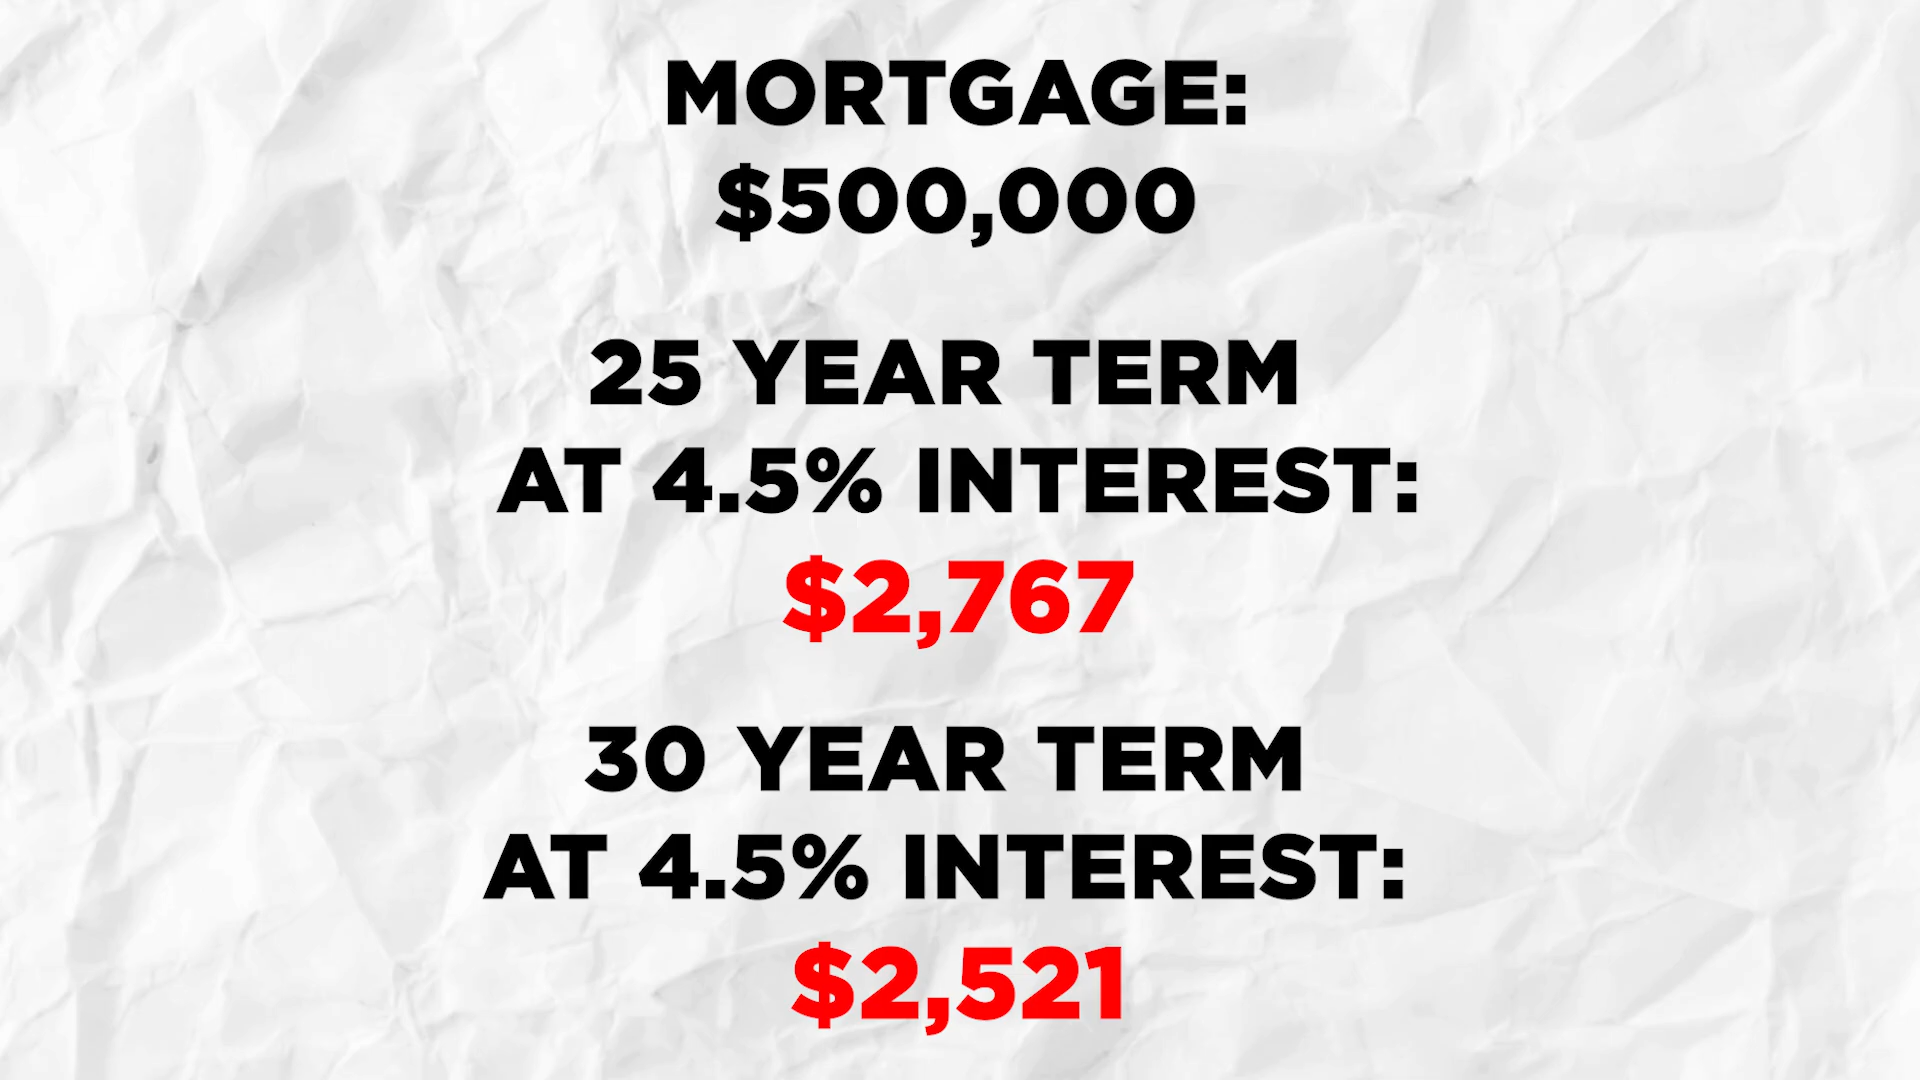 MORTGAGE:
$500,000
25 YEAR TERM
AT 4.5% INTEREST:
$2,767
30 YEAR TERM
AT 4.5% INTEREST:
$2,521